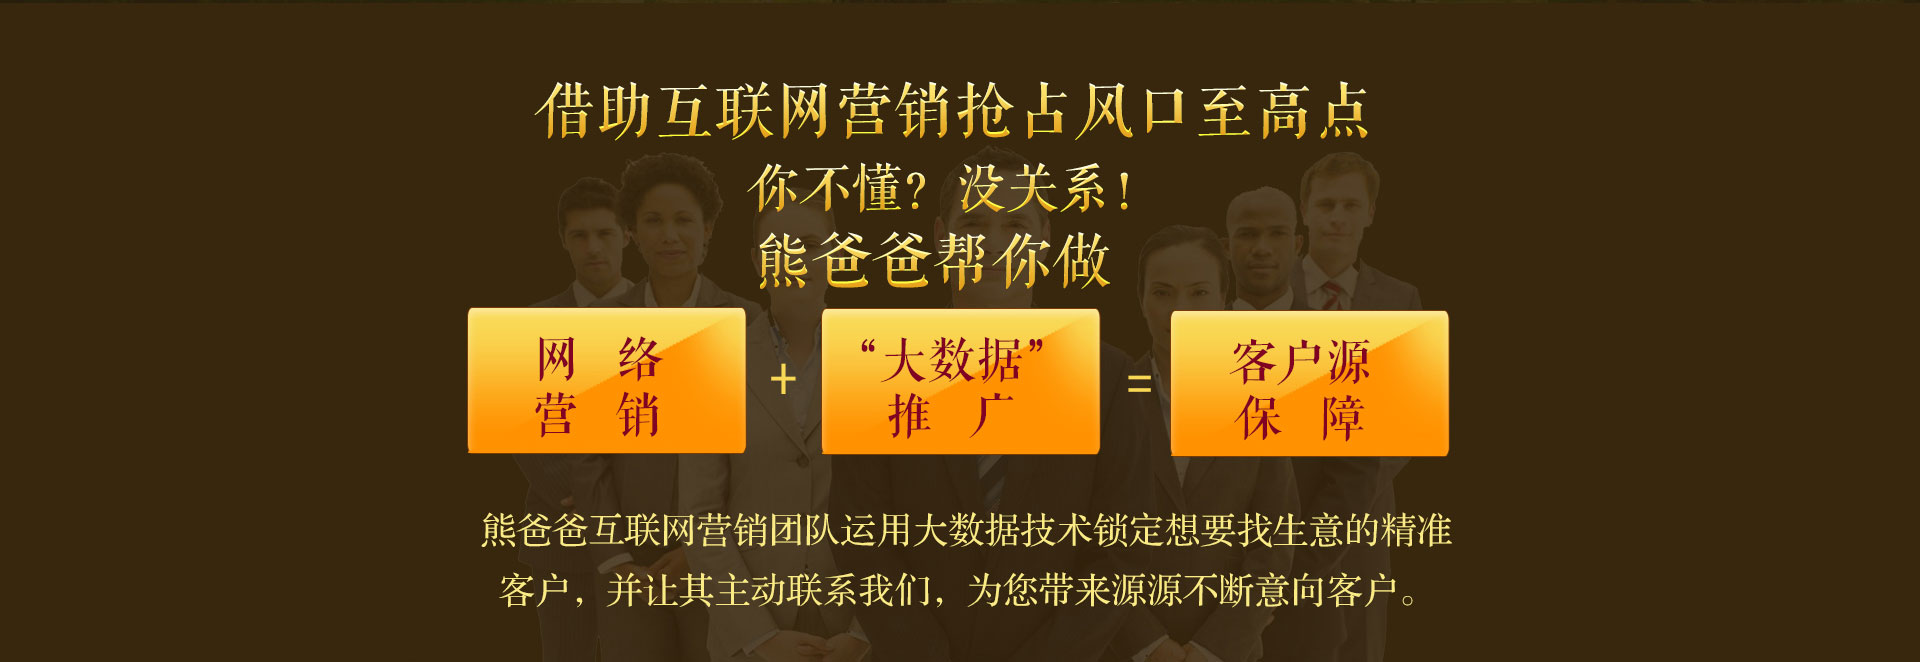 借助互联网营销抢占风口至高点
你不懂？没关系！
熊爸爸帮你做
网 络
营 销
+
“大数据”
推 广
=
客户源
保 障
熊爸爸互联网营销团队运用大数据技术锁定想要找生意的精准
客户，并让其主动联系我们，为您带来源源不断意向客户。